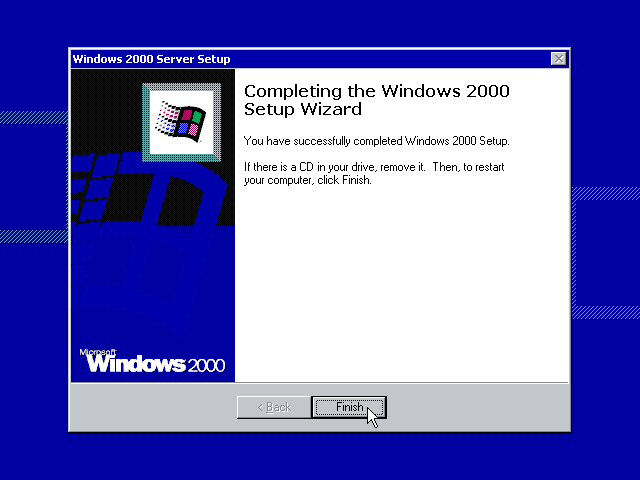 Windows 2000 Server Setup
Completing the Windows 2000
Setup Wizard
You have successfully completed Windows 2000 Setup.
If there is a CD in your drive, remove it. Then, to restart
your computer, click Finish.
Microsoft
Windows 2000
< Back
Finish